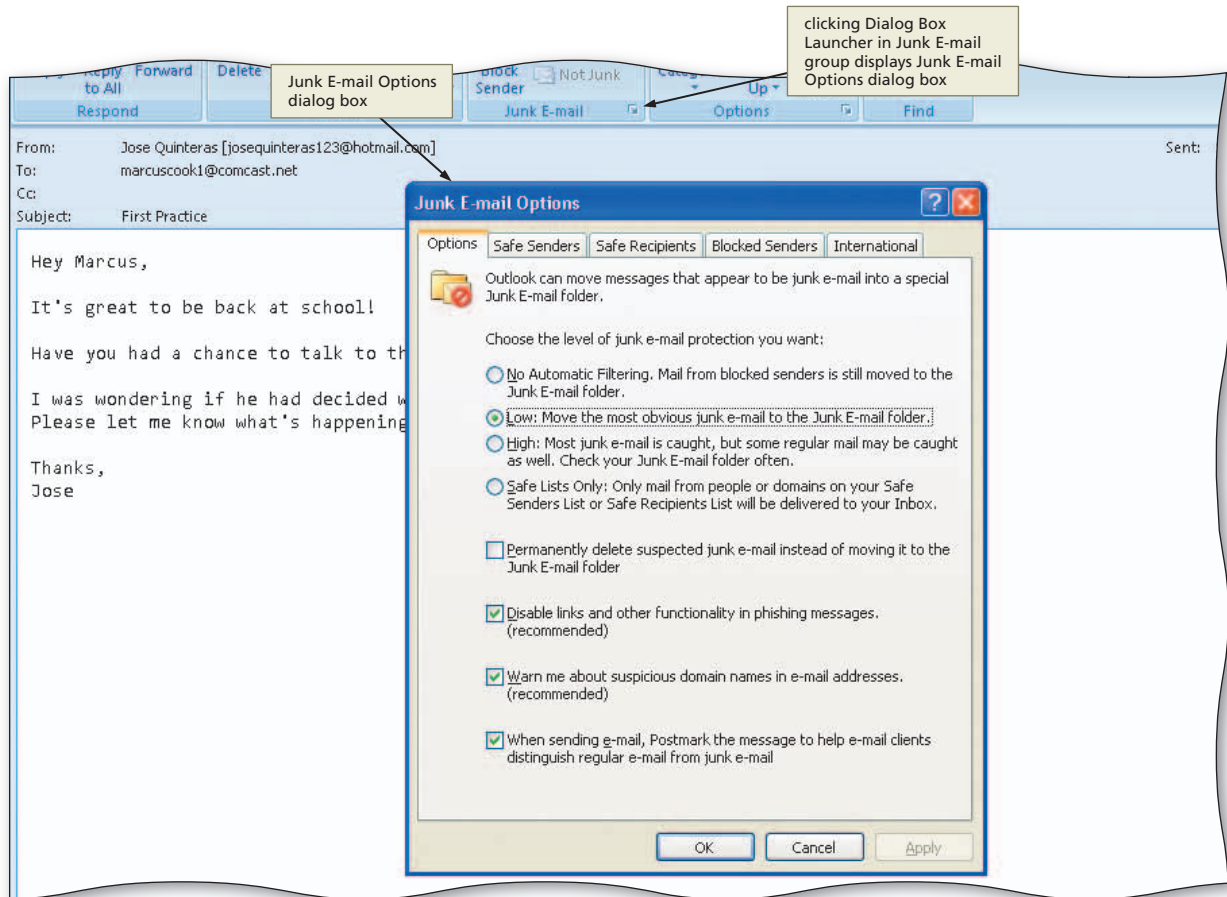 clicking Dialog Box
Launcher in Junk E-mail
group displays Junk E-mail
Options dialog box
Junk E-mail Options
dialog box
Reply Forward Delete Block Not Junk
to All Sender Up
Respond Junk E-mail Options Find
From: Jose Quinteras [josequinteras123@hotmail.com] Sent:
To: marcuscook1@comcast.net
Cc:
Subject: First Practice
Hey Marcus,
It's great to be back at school!
Have you had a chance to talk to th
I was wondering if he had decided w
Please let me know what's happening
Thanks,
Jose
Junk E-mail Options
Options Safe Senders Safe Recipients Blocked Senders International
Outlook can move messages that appear to be junk e-mail into a special
Junk E-mail folder.
Choose the level of junk e-mail protection you want:
No Automatic Filtering. Mail from blocked senders is still moved to the
Junk E-mail folder.
Low: Move the most obvious junk e-mail to the Junk E-mail folder.
High: Most junk e-mail is caught, but some regular mail may be caught
as well. Check your Junk E-mail folder often.
Safe Lists Only: Only mail from people or domains on your Safe
Senders List or Safe Recipients List will be delivered to your Inbox.
Permanently delete suspected junk e-mail instead of moving it to the
Junk E-mail folder
Disable links and other functionality in phishing messages.
(recommended)
Warn me about suspicious domain names in e-mail addresses.
(recommended)
When sending e-mail, Postmark the message to help e-mail clients
distinguish regular e-mail from junk e-mail
OK Cancel Apply